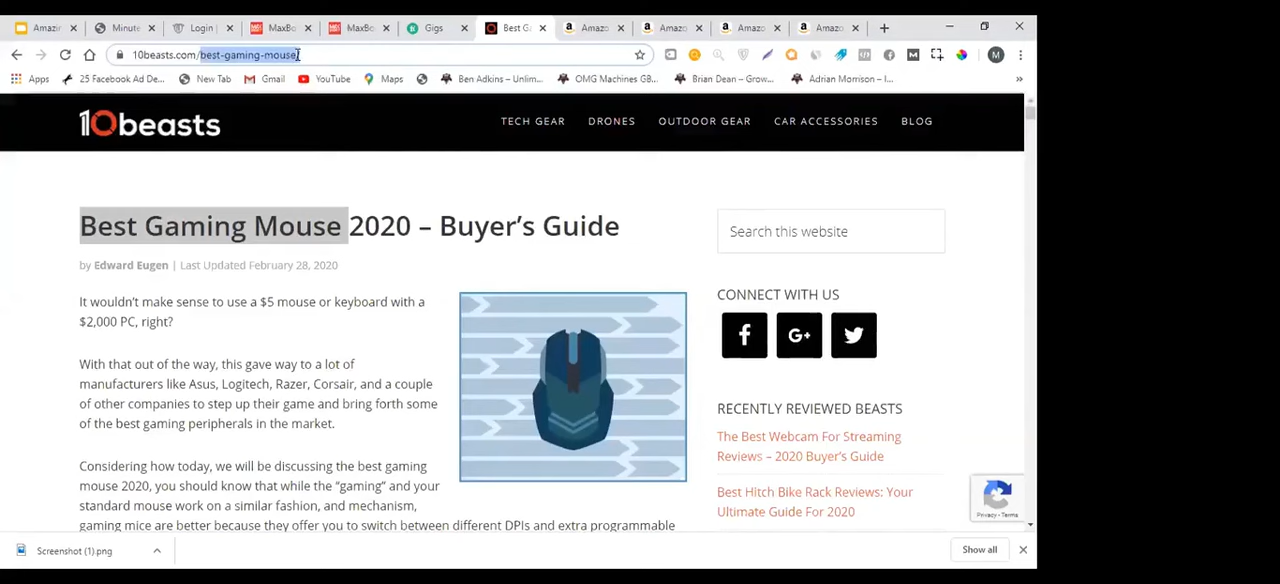 Amazin
Minute
Login |
MaxBo
MaxBo
Gigs
Best Ga
Amazo
Amazo
Amazo
Amazo
10beasts.com/best-gaming-mouse/
M
Apps
25 Facebook Ad De...
New Tab
Gmail
YouTube
Maps
Ben Adkins – Unlim...
OMG Machines GB...
Brian Dean – Grow...
Adrian Morrison – I...
10beasts
TECH GEAR
DRONES
OUTDOOR GEAR
CAR ACCESSORIES
BLOG
Best Gaming Mouse 2020 – Buyer's Guide
by Edward Eugen | Last Updated February 28, 2020
It wouldn't make sense to use a $5 mouse or keyboard with a
$2,000 PC, right?
With that out of the way, this gave way to a lot of
manufacturers like Asus, Logitech, Razer, Corsair, and a couple
of other companies to step up their game and bring forth some
of the best gaming peripherals in the market.
Considering how today, we will be discussing the best gaming
mouse 2020, you should know that while the "gaming" and your
standard mouse work on a similar fashion, and mechanism,
gaming mice are better because they offer you to switch between different DPIs and extra programmable
Search this website
CONNECT WITH US
f
G+
RECENTLY REVIEWED BEASTS
The Best Webcam For Streaming
Reviews – 2020 Buyer's Guide
Best Hitch Bike Rack Reviews: Your
Ultimate Guide For 2020
Privacy - Terms
Screenshot (1).png
Show all